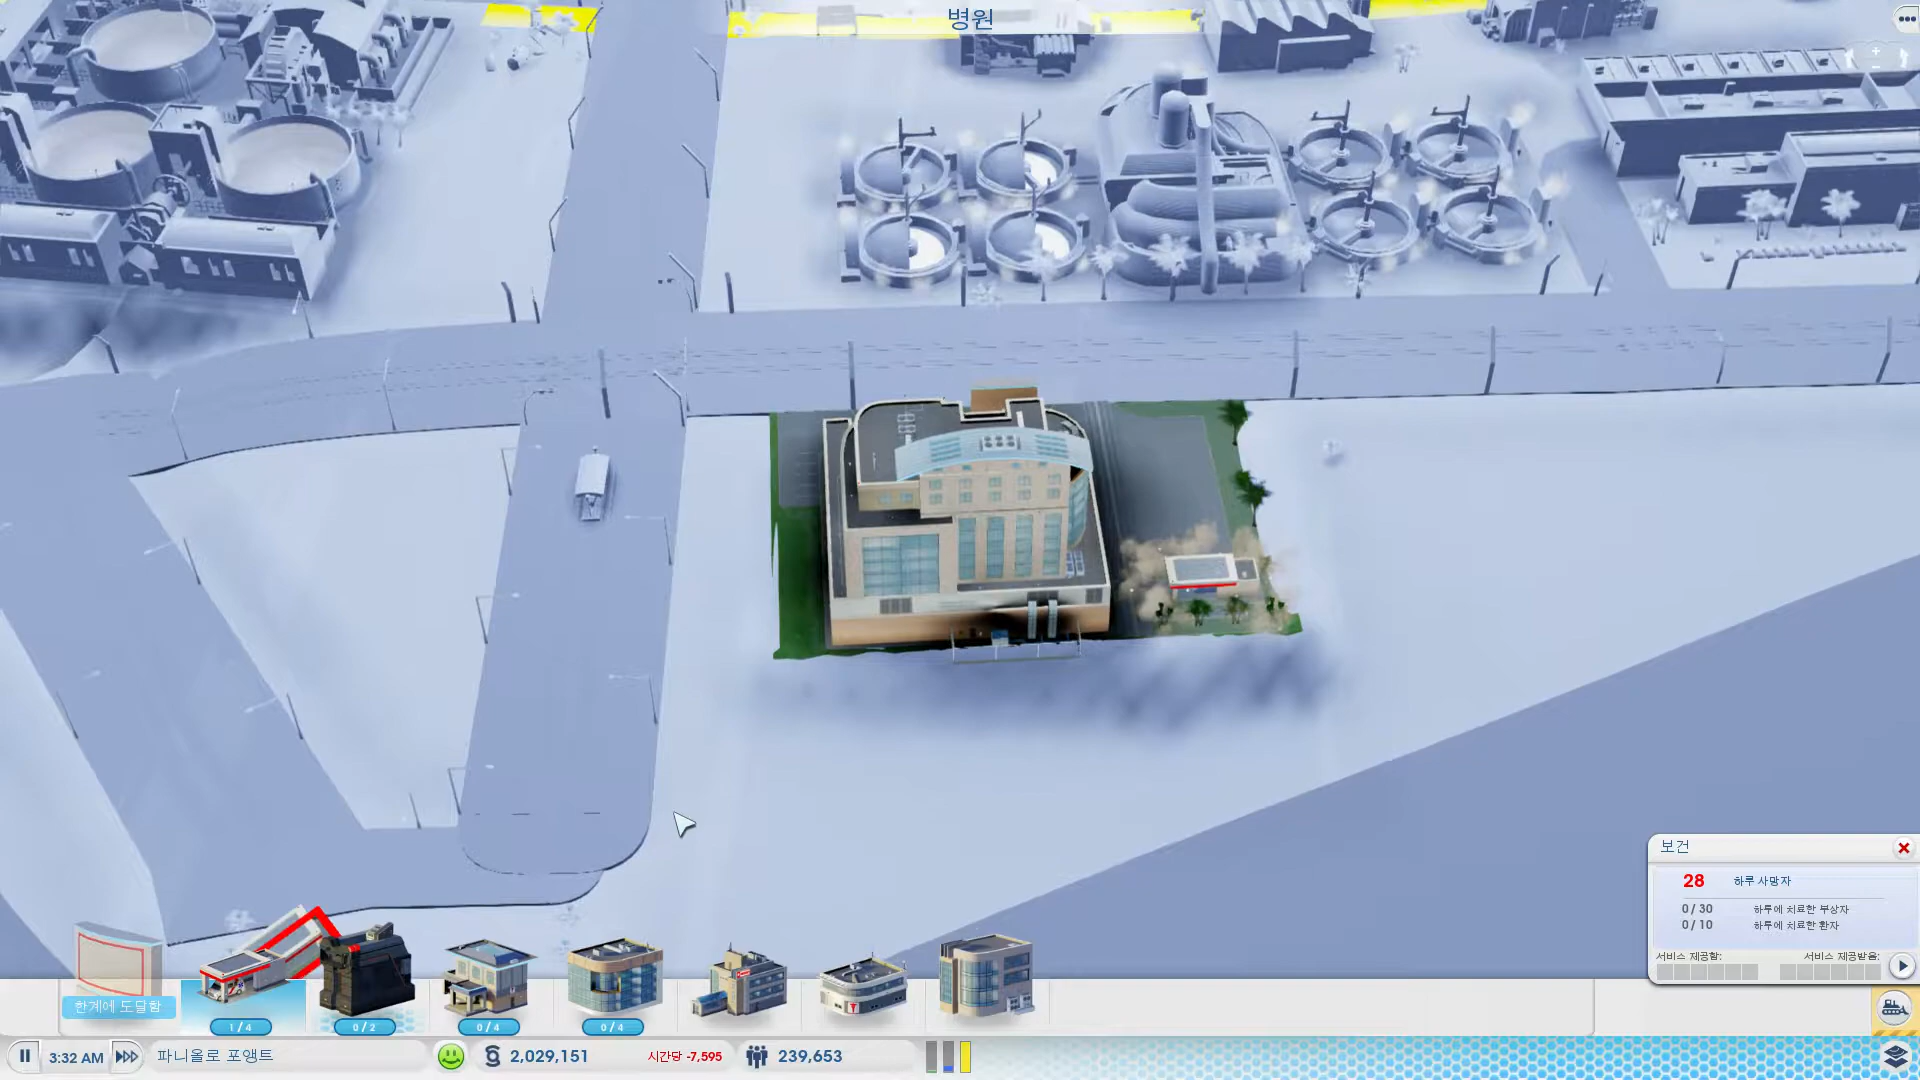 병원
보건
28 하루 사망자
0/30 하루에 치료한 부상자
0/10 하루에 치료한 환자
서비스 제공함: 서비스 제공받음:
한계에 도달함
1/4
0/2
0/4
0/4
3:32 AM
파니올로 포앵트
2,029,151
시간당 -7,595
239,653